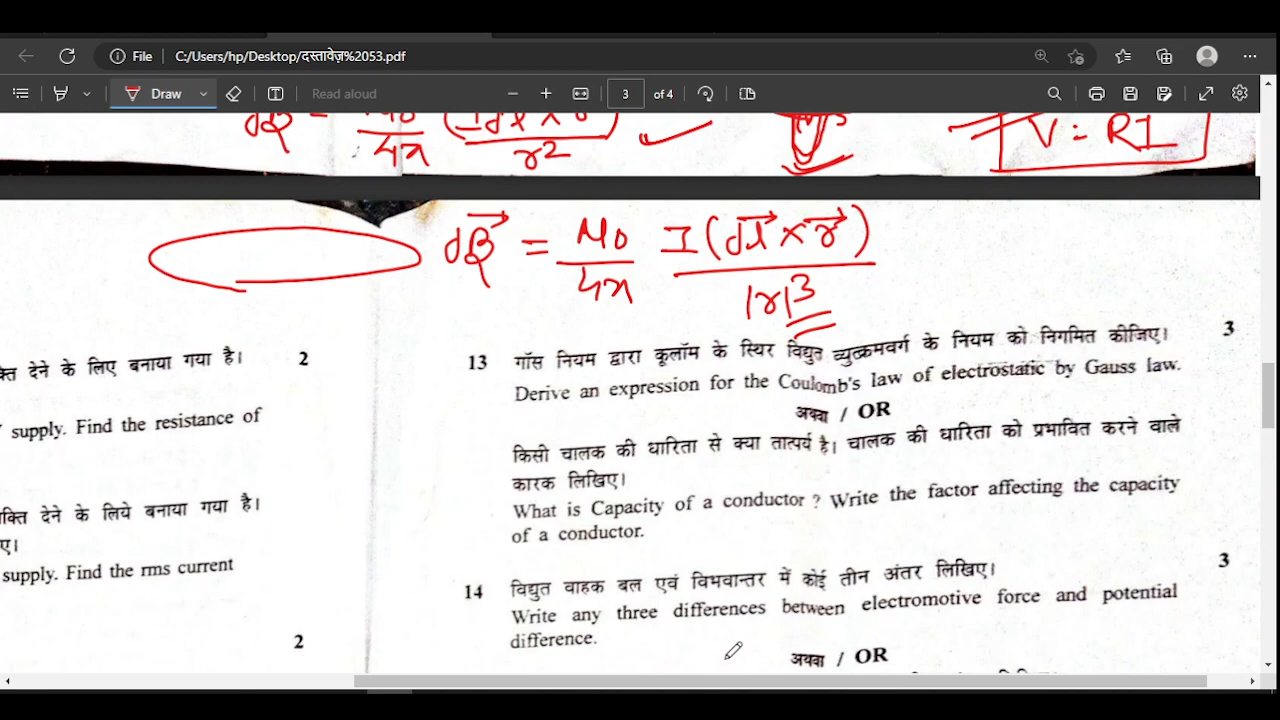 File C:/Users/hp/Desktop/दस्तावेज़%2053.pdf
Draw Read aloud 3 of 4
V = RI
4π r²
dB = μ0 I (dl × r)
4π |r|³
क्ति देने के लिए बनाया गया है। 2
supply. Find the resistance of
क्ति देने के लिये बनाया गया है।
ए।
supply. Find the rms current
2
13 गॉस नियम द्वारा कूलॉम के स्थिर विद्युत व्युत्क्रमवर्ग के नियम को निगमित कीजिए। 3
Derive an expression for the Coulomb's law of electrostatic by Gauss law.
अथवा / OR
किसी चालक की धारिता से क्या तात्पर्य है। चालक की धारिता को प्रभावित करने वाले
कारक लिखिए।
What is Capacity of a conductor ? Write the factor affecting the capacity
of a conductor.
14 विद्युत वाहक बल एवं विभवान्तर में कोई तीन अंतर लिखिए। 3
Write any three differences between electromotive force and potential
difference.
अथवा / OR